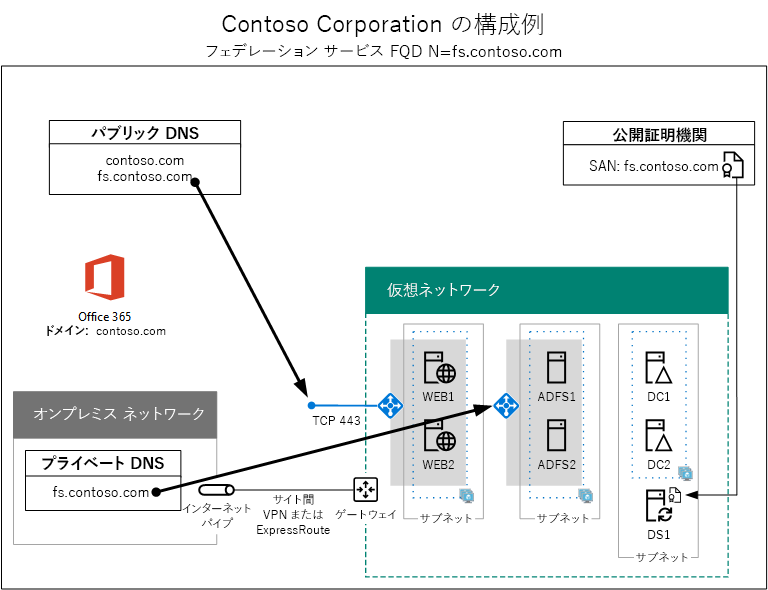 Contoso Corporation の構成例
フェデレーション サービス FQD N=fs.contoso.com
パブリック DNS
contoso.com
fs.contoso.com
公開証明機関
SAN: fs.contoso.com
Office 365
ドメイン: contoso.com
仮想ネットワーク
TCP 443
WEB1
WEB2
サブネット
ADFS1
ADFS2
サブネット
DC1
DC2
DS1
サブネット
オンプレミス ネットワーク
プライベート DNS
fs.contoso.com
インターネット
パイプ
サイト間
VPN または
ExpressRoute
ゲートウェイ